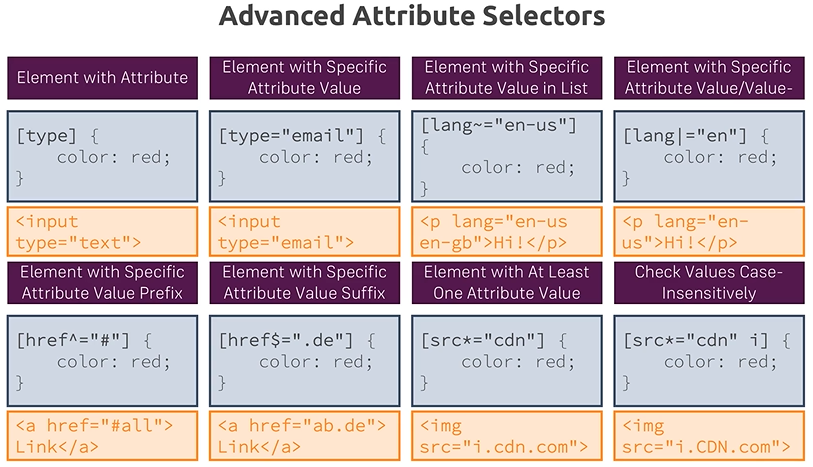 Advanced Attribute Selectors
Element with Attribute
[type] {
color: red;
}
<input
type="text">
Element with Specific
Attribute Value
[type="email"] {
color: red;
}
<input
type="email">
Element with Specific
Attribute Value in List
[lang~="en-us"]
{
color: red;
}
<p lang="en-us
en-gb">Hi!</p>
Element with Specific
Attribute Value/Value-
[lang|="en"] {
color: red;
}
<p lang="en-
us">Hi!</p>
Element with Specific
Attribute Value Prefix
[href^="#"] {
color: red;
}
<a href="#all">
Link</a>
Element with Specific
Attribute Value Suffix
[href$=".de"] {
color: red;
}
<a href="ab.de">
Link</a>
Element with At Least
One Attribute Value
[src*="cdn"] {
color: red;
}
<img
src="i.cdn.com">
Check Values Case-
Insensitively
[src*="cdn" i] {
color: red;
}
<img
src="i.CDN.com">